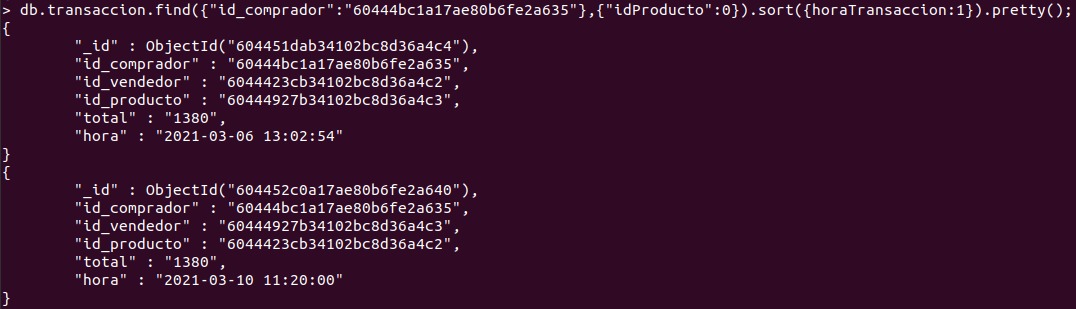 > db.transaccion.find({"id_comprador":"60444bc1a17ae80b6fe2a635"},{"idProducto":0}).sort({horaTransaccion:1}).pretty();
{
"_id" : ObjectId("604451dab34102bc8d36a4c4"),
"id_comprador" : "60444bc1a17ae80b6fe2a635",
"id_vendedor" : "6044423cb34102bc8d36a4c2",
"id_producto" : "60444927b34102bc8d36a4c3",
"total" : "1380",
"hora" : "2021-03-06 13:02:54"
}
{
"_id" : ObjectId("604452c0a17ae80b6fe2a640"),
"id_comprador" : "60444bc1a17ae80b6fe2a635",
"id_vendedor" : "60444927b34102bc8d36a4c3",
"id_producto" : "6044423cb34102bc8d36a4c2",
"total" : "1380",
"hora" : "2021-03-10 11:20:00"
}